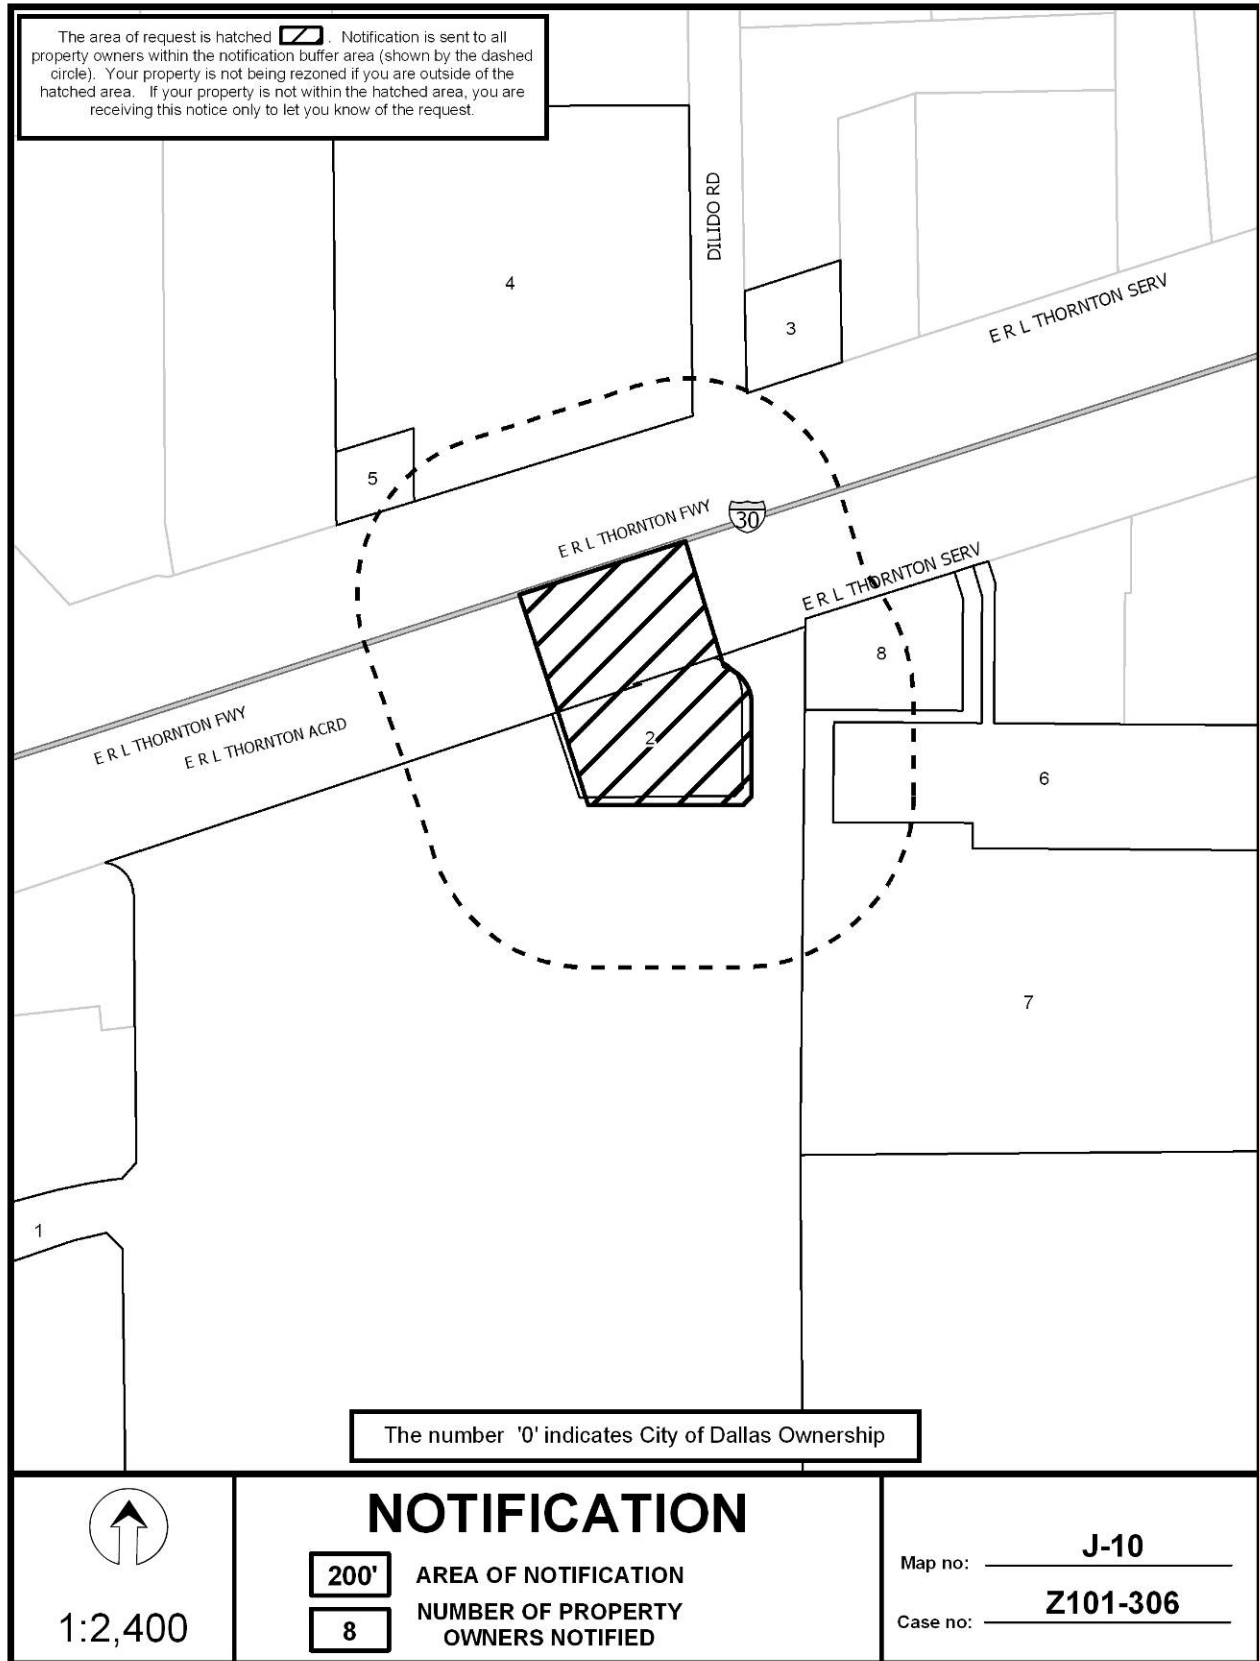 The area of request is hatched . Notification is sent to all
property owners within the notification buffer area (shown by the dashed
circle). Your property is not being rezoned if you are outside of the
hatched area. If your property is not within the hatched area, you are
receiving this notice only to let you know of the request.
DILIDO RD
4
3
E R L THORNTON SERV
5
E R L THORNTON FWY
30
E R L THORNTON SERV
8
E R L THORNTON FWY
E R L THORNTON ACRD
2
6
7
1
The number '0' indicates City of Dallas Ownership
1:2,400
NOTIFICATION
200' AREA OF NOTIFICATION
8 NUMBER OF PROPERTY
OWNERS NOTIFIED
Map no: J-10
Case no: Z101-306